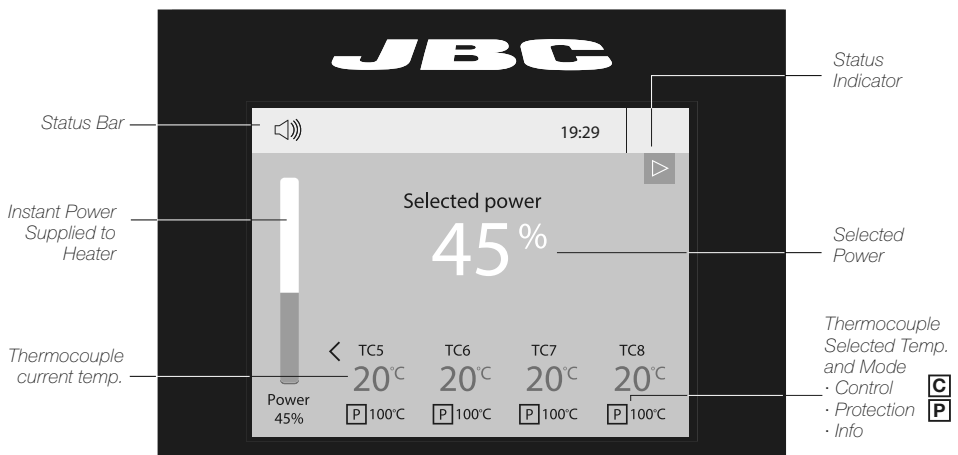 JBC
Status
Indicator
Status Bar
19:29
Instant Power
Supplied to
Heater
Selected power
45%
Selected
Power
Thermocouple
current temp.
TC5 TC6 TC7 TC8
20°C 20°C 20°C 20°C
P 100°C P 100°C P 100°C P 100°C
Power
45%
Thermocouple
Selected Temp.
and Mode
· Control C
· Protection P
· Info